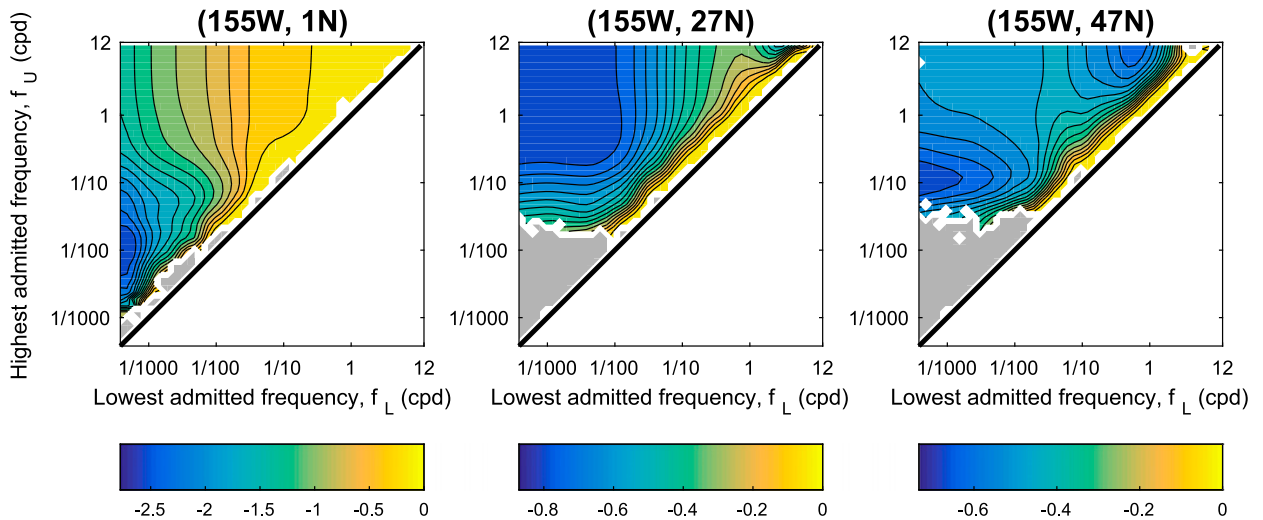 (155W, 1N)
(155W, 27N)
(155W, 47N)
Highest admitted frequency, f_U (cpd)
12
1
1/10
1/100
1/1000
1/1000 1/100 1/10 1 12
Lowest admitted frequency, f_L (cpd)
12
1
1/10
1/100
1/1000
1/1000 1/100 1/10 1 12
Lowest admitted frequency, f_L (cpd)
12
1
1/10
1/100
1/1000
1/1000 1/100 1/10 1 12
Lowest admitted frequency, f_L (cpd)
-2.5 -2 -1.5 -1 -0.5 0
-0.8 -0.6 -0.4 -0.2 0
-0.6 -0.4 -0.2 0